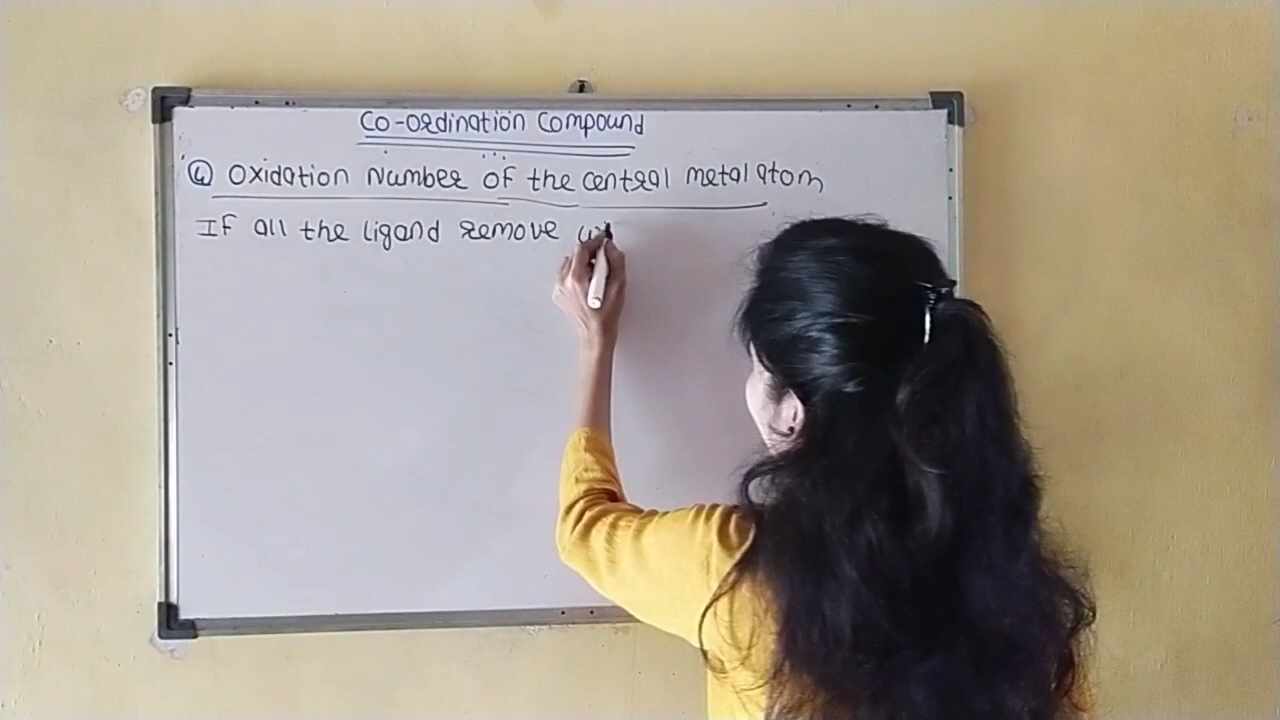 Co-ordination Compound
④ Oxidation Number of the central metal atom
If all the ligand remove